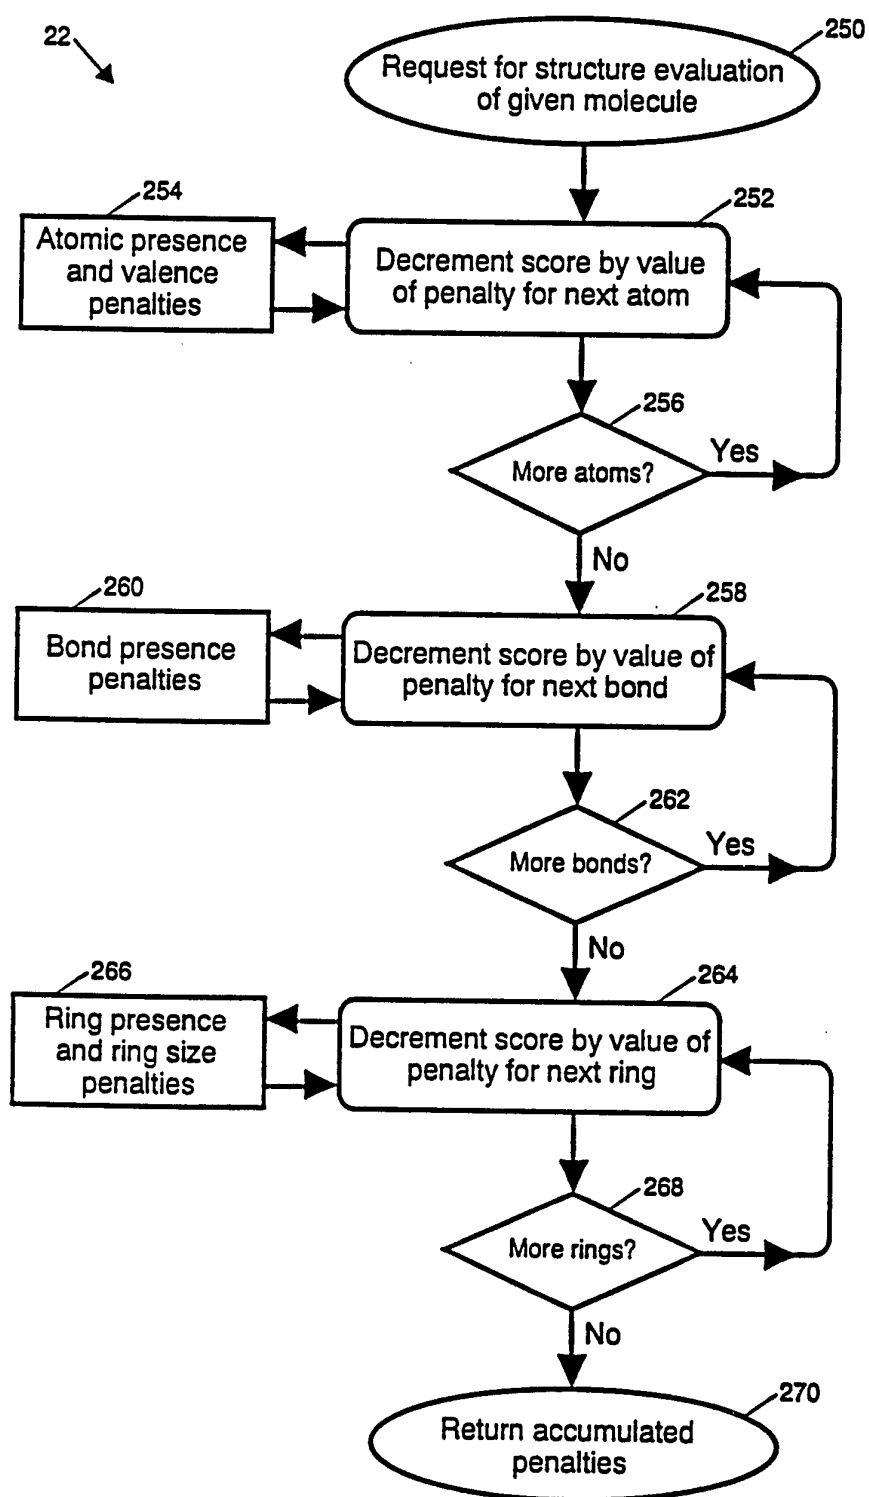 22
250
Request for structure evaluation
of given molecule
254
252
Atomic presence
and valence
penalties
Decrement score by value
of penalty for next atom
256
More atoms?
Yes
No
260
258
Bond presence
penalties
Decrement score by value of
penalty for next bond
262
More bonds?
Yes
No
266
264
Ring presence
and ring size
penalties
Decrement score by value of
penalty for next ring
268
More rings?
Yes
No
270
Return accumulated
penalties